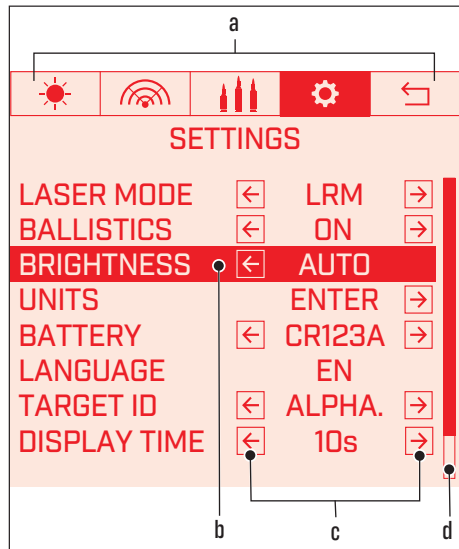 a
SETTINGS
LASER MODE ← LRM →
BALLISTICS ← ON →
BRIGHTNESS ← AUTO
UNITS ENTER →
BATTERY ← CR123A →
LANGUAGE EN
TARGET ID ← ALPHA. →
DISPLAY TIME ← 10s →
b c d